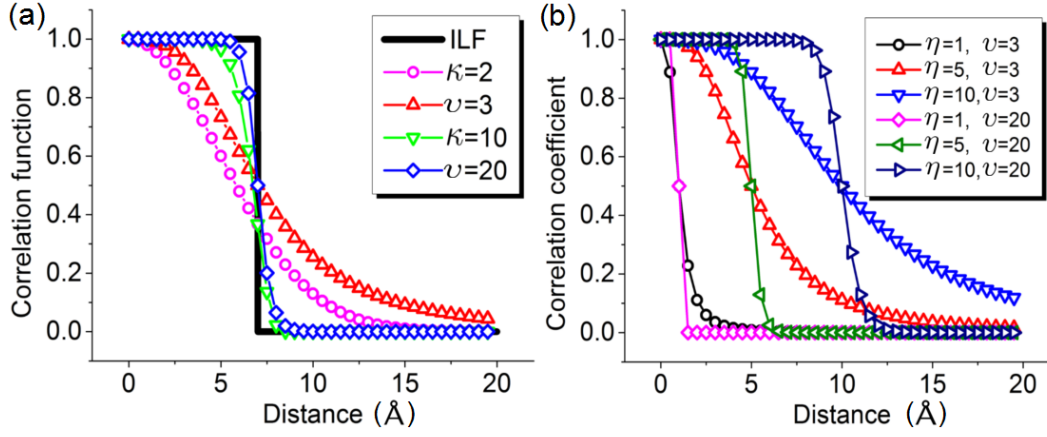 (a)
Correlation function
1.0
0.8
0.6
0.4
0.2
0.0
0
5
10
15
20
Distance (Å)
ILF
κ=2
υ=3
κ=10
υ=20
(b)
Correlation coefficient
1.0
0.8
0.6
0.4
0.2
0.0
0
5
10
15
20
Distance (Å)
η=1, υ=3
η=5, υ=3
η=10, υ=3
η=1, υ=20
η=5, υ=20
η=10, υ=20